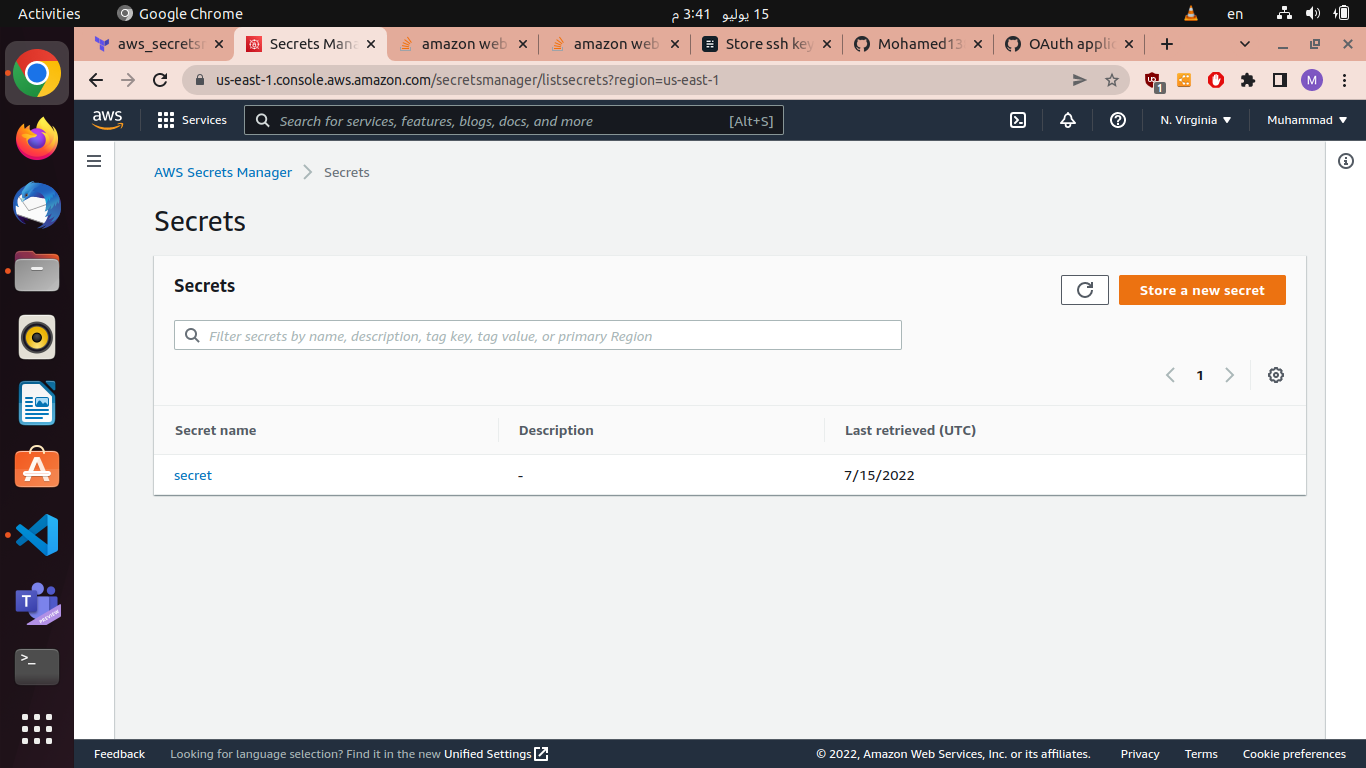 Activities
Google Chrome
15 يوليو 3:41 م
en
aws_secretsm
Secrets Mana
amazon web
amazon web
Store ssh key
Mohamed13
OAuth applic
us-east-1.console.aws.amazon.com/secretsmanager/listsecrets?region=us-east-1
1
M
aws
Services
Search for services, features, blogs, docs, and more
[Alt+S]
N. Virginia
Muhammad
AWS Secrets Manager
Secrets
Secrets
Secrets
Store a new secret
Filter secrets by name, description, tag key, tag value, or primary Region
1
Secret name
Description
Last retrieved (UTC)
secret
-
7/15/2022
T
PREVIEW
>_
Feedback
Looking for language selection? Find it in the new Unified Settings
© 2022, Amazon Web Services, Inc. or its affiliates.
Privacy
Terms
Cookie preferences